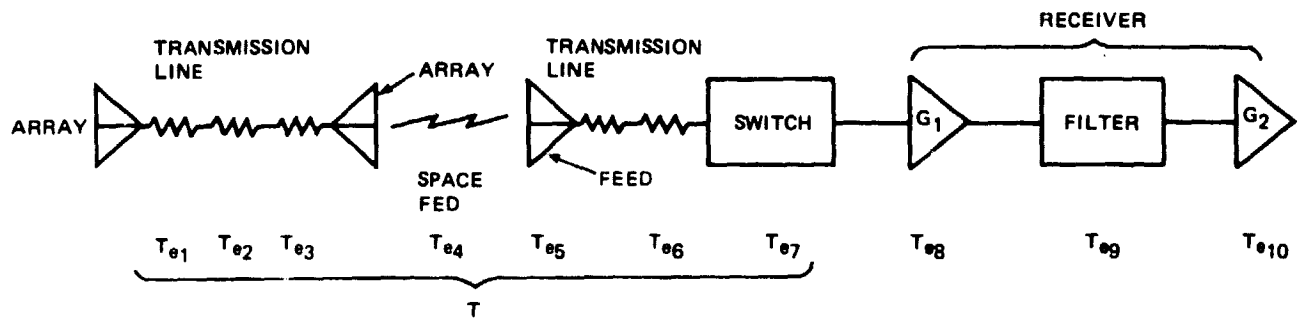 RECEIVER
TRANSMISSION
LINE
ARRAY
TRANSMISSION
LINE
ARRAY
SWITCH
G1
FILTER
G2
SPACE
FED
FEED
Te1 Te2 Te3 Te4 Te5 Te6 Te7 Te8 Te9 Te10
T